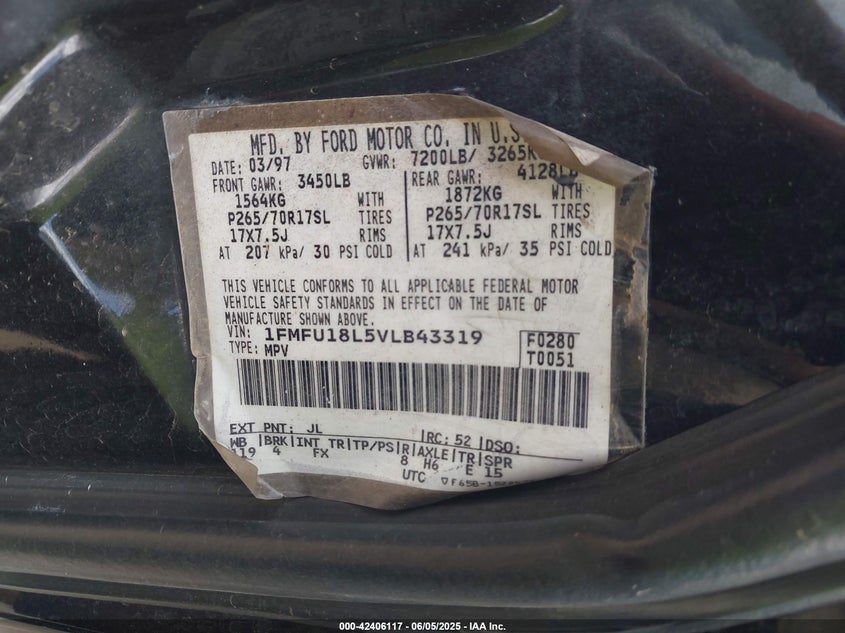 MFD. BY FORD MOTOR CO. IN U.S.
DATE: 03/97 GVWR: 7200LB/ 3265K
FRONT GAWR: 3450LB REAR GAWR: 4128LB
1564KG WITH 1872KG WITH
P265/70R17SL TIRES P265/70R17SL TIRES
17X7.5J RIMS 17X7.5J RIMS
AT 207 kPa/ 30 PSI COLD AT 241 kPa/ 35 PSI COLD
THIS VEHICLE CONFORMS TO ALL APPLICABLE FEDERAL MOTOR
VEHICLE SAFETY STANDARDS IN EFFECT ON THE DATE OF
MANUFACTURE SHOWN ABOVE.
VIN: 1FMFU18L5VLB43319 F0280
TYPE: MPV T0051
EXT PNT: JL RC: 52 DSO:
WB BRK INT TR TP/PS R AXLE TR SPR
119 4 FX 8 H6 E 15
UTC
000-42406117 - 06/05/2025 - IAA Inc.